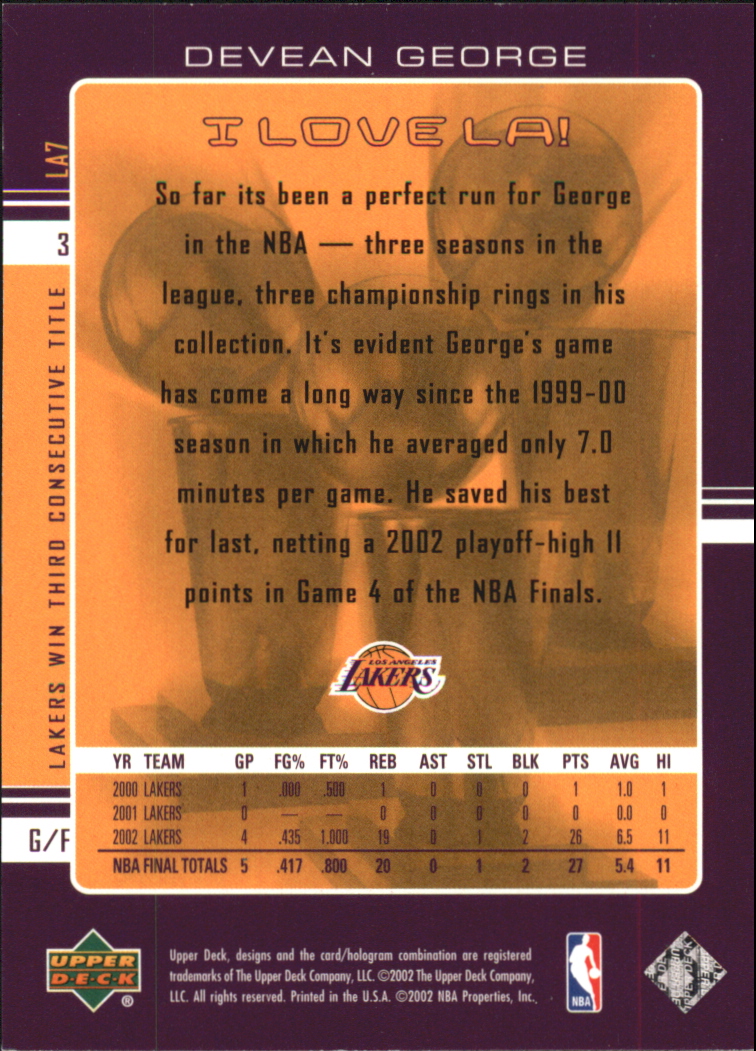 DEVEAN GEORGE
I LOVE LA!
LA7
So far its been a perfect run for George
in the NBA — three seasons in the
league, three championship rings in his
collection. It's evident George's game
has come a long way since the 1999-00
season in which he averaged only 7.0
minutes per game. He saved his best
for last, netting a 2002 playoff-high 11
points in Game 4 of the NBA Finals.
3
LAKERS WIN THIRD CONSECUTIVE TITLE
G/F
LOS ANGELES
LAKERS
YR TEAM GP FG% FT% REB AST STL BLK PTS AVG HI
2000 LAKERS 1 .000 .500 1 0 0 0 1 1.0 1
2001 LAKERS 0 — — 0 0 0 0 0 0.0 0
2002 LAKERS 4 .435 1.000 19 0 1 2 26 6.5 11
NBA FINAL TOTALS 5 .417 .800 20 0 1 2 27 5.4 11
UPPER
D·E·C·K
®
Upper Deck, designs and the card/hologram combination are registered
trademarks of The Upper Deck Company, LLC. ©2002 The Upper Deck Company,
LLC. All rights reserved. Printed in the U.S.A. ©2002 NBA Properties, Inc.
NBA